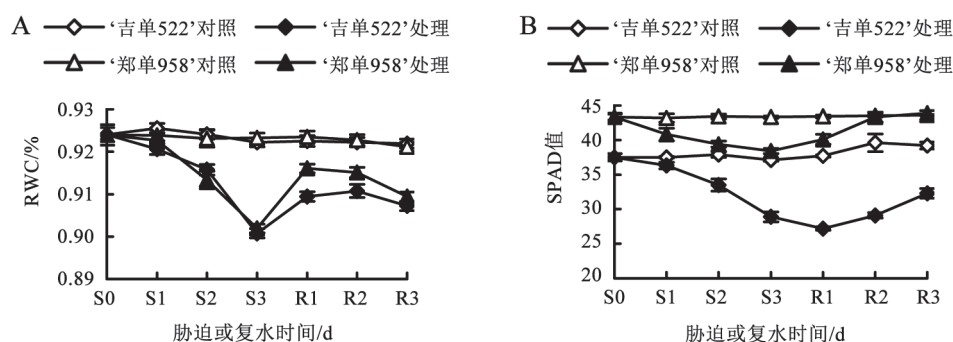 A
‘吉单522’对照 ‘吉单522’处理
‘郑单958’对照 ‘郑单958’处理
0.93
0.92
0.91
0.90
0.89
RWC/%
S0 S1 S2 S3 R1 R2 R3
胁迫或复水时间/d
B
‘吉单522’对照 ‘吉单522’处理
‘郑单958’对照 ‘郑单958’处理
45
40
35
30
25
20
SPAD值
S0 S1 S2 S3 R1 R2 R3
胁迫或复水时间/d